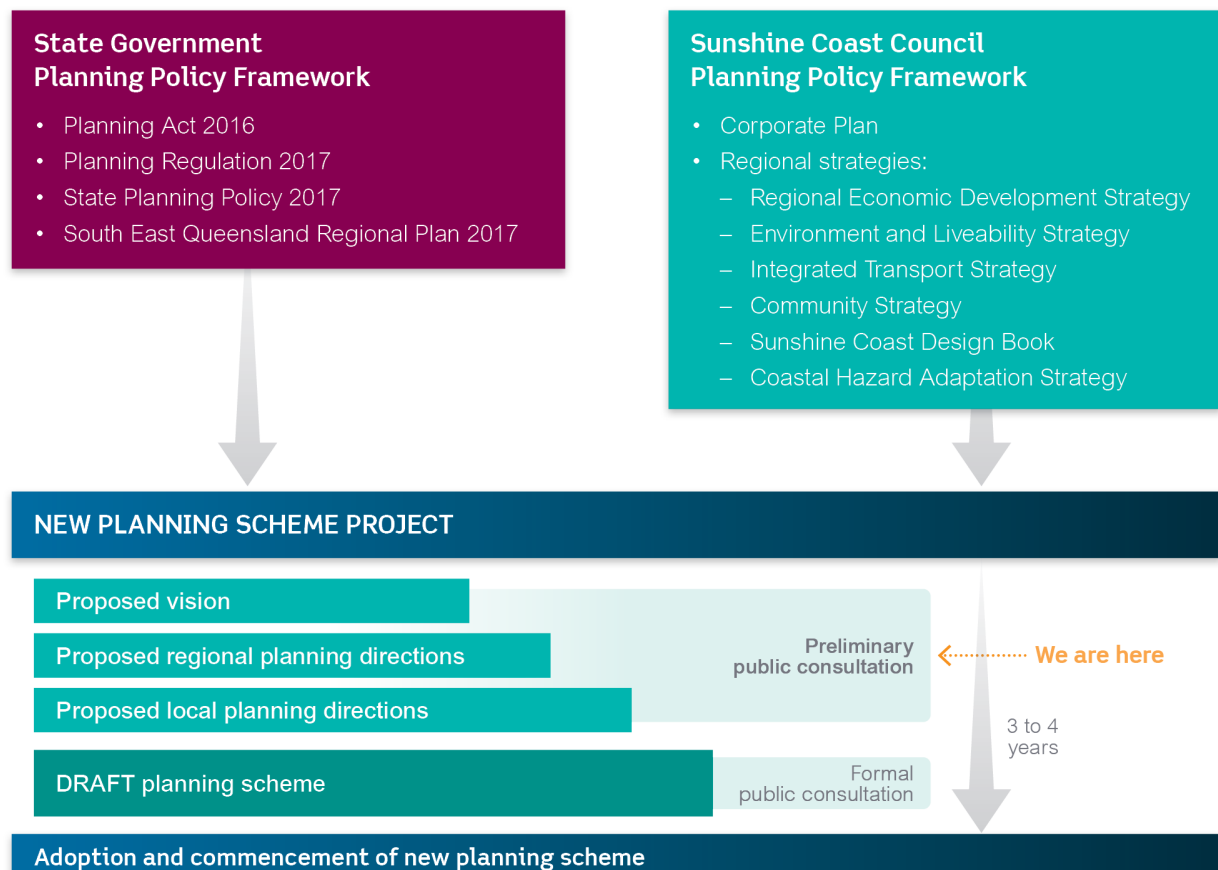 State Government
Planning Policy Framework
• Planning Act 2016
• Planning Regulation 2017
• State Planning Policy 2017
• South East Queensland Regional Plan 2017
Sunshine Coast Council
Planning Policy Framework
• Corporate Plan
• Regional strategies:
– Regional Economic Development Strategy
– Environment and Liveability Strategy
– Integrated Transport Strategy
– Community Strategy
– Sunshine Coast Design Book
– Coastal Hazard Adaptation Strategy
NEW PLANNING SCHEME PROJECT
Proposed vision
Proposed regional planning directions
Proposed local planning directions
Preliminary
public consultation
We are here
3 to 4
years
DRAFT planning scheme
Formal
public consultation
Adoption and commencement of new planning scheme